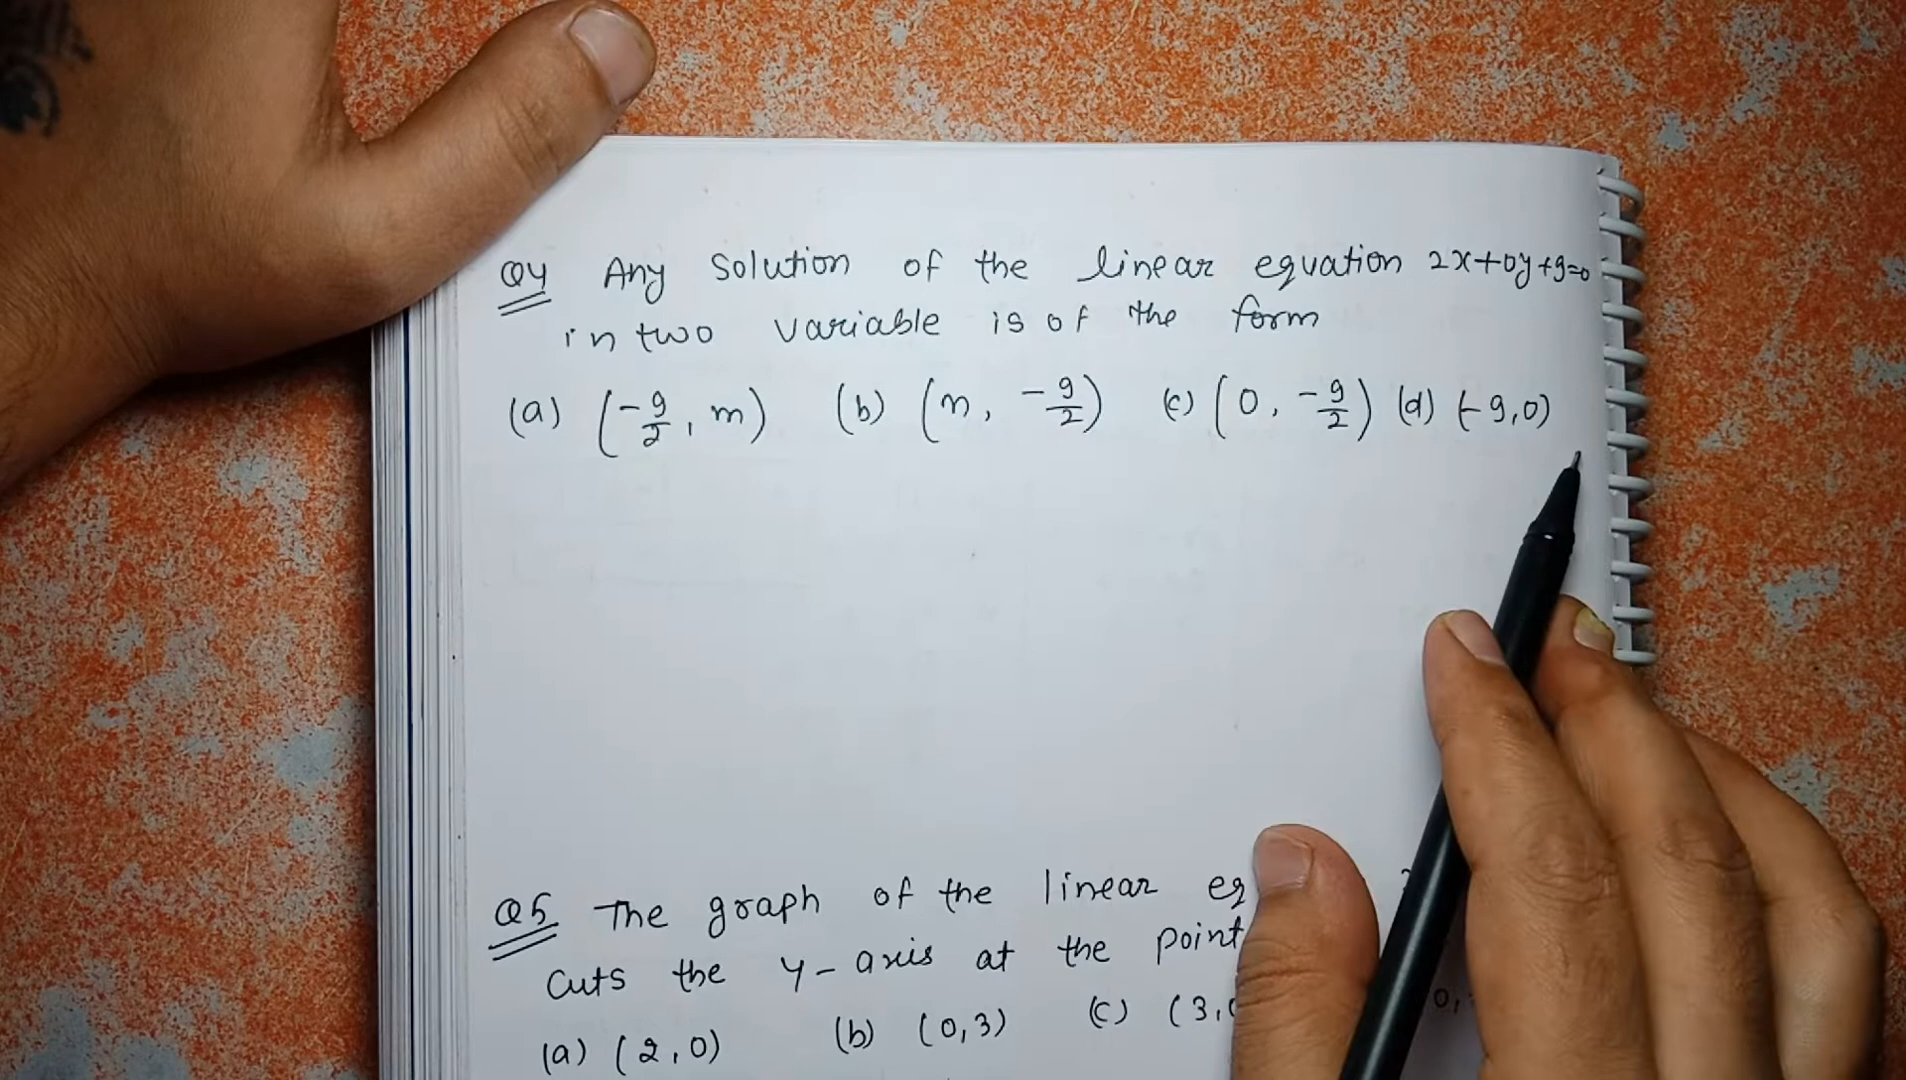 Q4 Any Solution of the linear equation 2x+0y+9=0
in two variable is of the form
(a) (-9/2, m) (b) (n, -9/2) (c) (0, -9/2) (d) (-9,0)
Q5 The graph of the linear
Cuts the y-axis at the point
(a) (2,0) (b) (0,3) (c) (3,